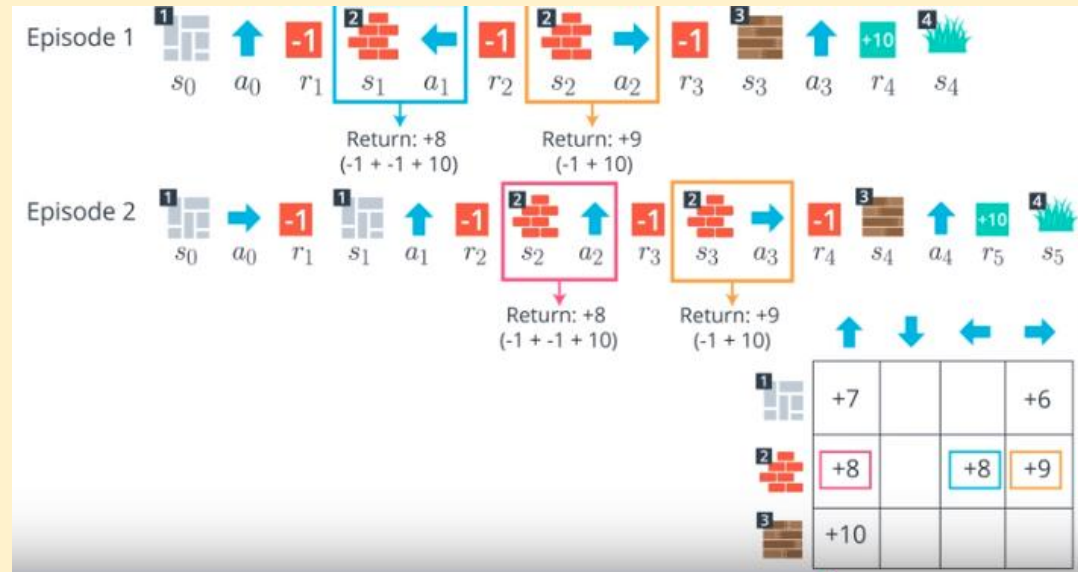 1 2 2 3 4
Episode 1 -1 -1 -1 +10
s0 a0 r1 s1 a1 r2 s2 a2 r3 s3 a3 r4 s4
Return: +8 Return: +9
(-1 + -1 + 10) (-1 + 10)
1 1 2 2 3 4
Episode 2 -1 -1 -1 -1 +10
s0 a0 r1 s1 a1 r2 s2 a2 r3 s3 a3 r4 s4 a4 r5 s5
Return: +8 Return: +9
(-1 + -1 + 10) (-1 + 10)
1 +7 +6
2 +8 +8 +9
3 +10